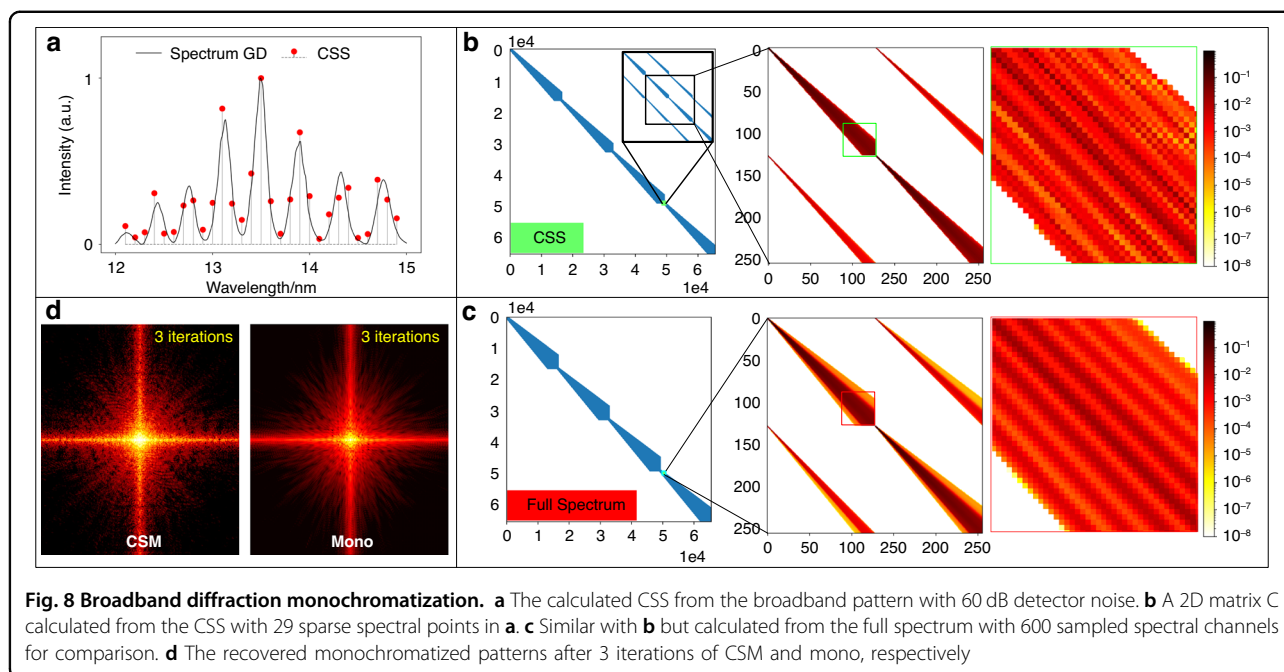 a
Spectrum GD
CSS
1
0
Intensity (a.u.)
12 13 14 15
Wavelength/nm
b
1e4
0
1
2
3
4
5
6
CSS
0 1 2 3 4 5 6
1e4
0
50
100
150
200
250
0 50 100 150 200 250
10⁻¹
10⁻²
10⁻³
10⁻⁴
10⁻⁵
10⁻⁶
10⁻⁷
10⁻⁸
d
3 iterations
CSM
3 iterations
Mono
c
1e4
0
1
2
3
4
5
6
Full Spectrum
0 1 2 3 4 5 6
1e4
0
50
100
150
200
250
0 50 100 150 200 250
10⁻¹
10⁻²
10⁻³
10⁻⁴
10⁻⁵
10⁻⁶
10⁻⁷
10⁻⁸
Fig. 8 Broadband diffraction monochromatization. a The calculated CSS from the broadband pattern with 60 dB detector noise. b A 2D matrix C
calculated from the CSS with 29 sparse spectral points in a. c Similar with b but calculated from the full spectrum with 600 sampled spectral channels
for comparison. d The recovered monochromatized patterns after 3 iterations of CSM and mono, respectively